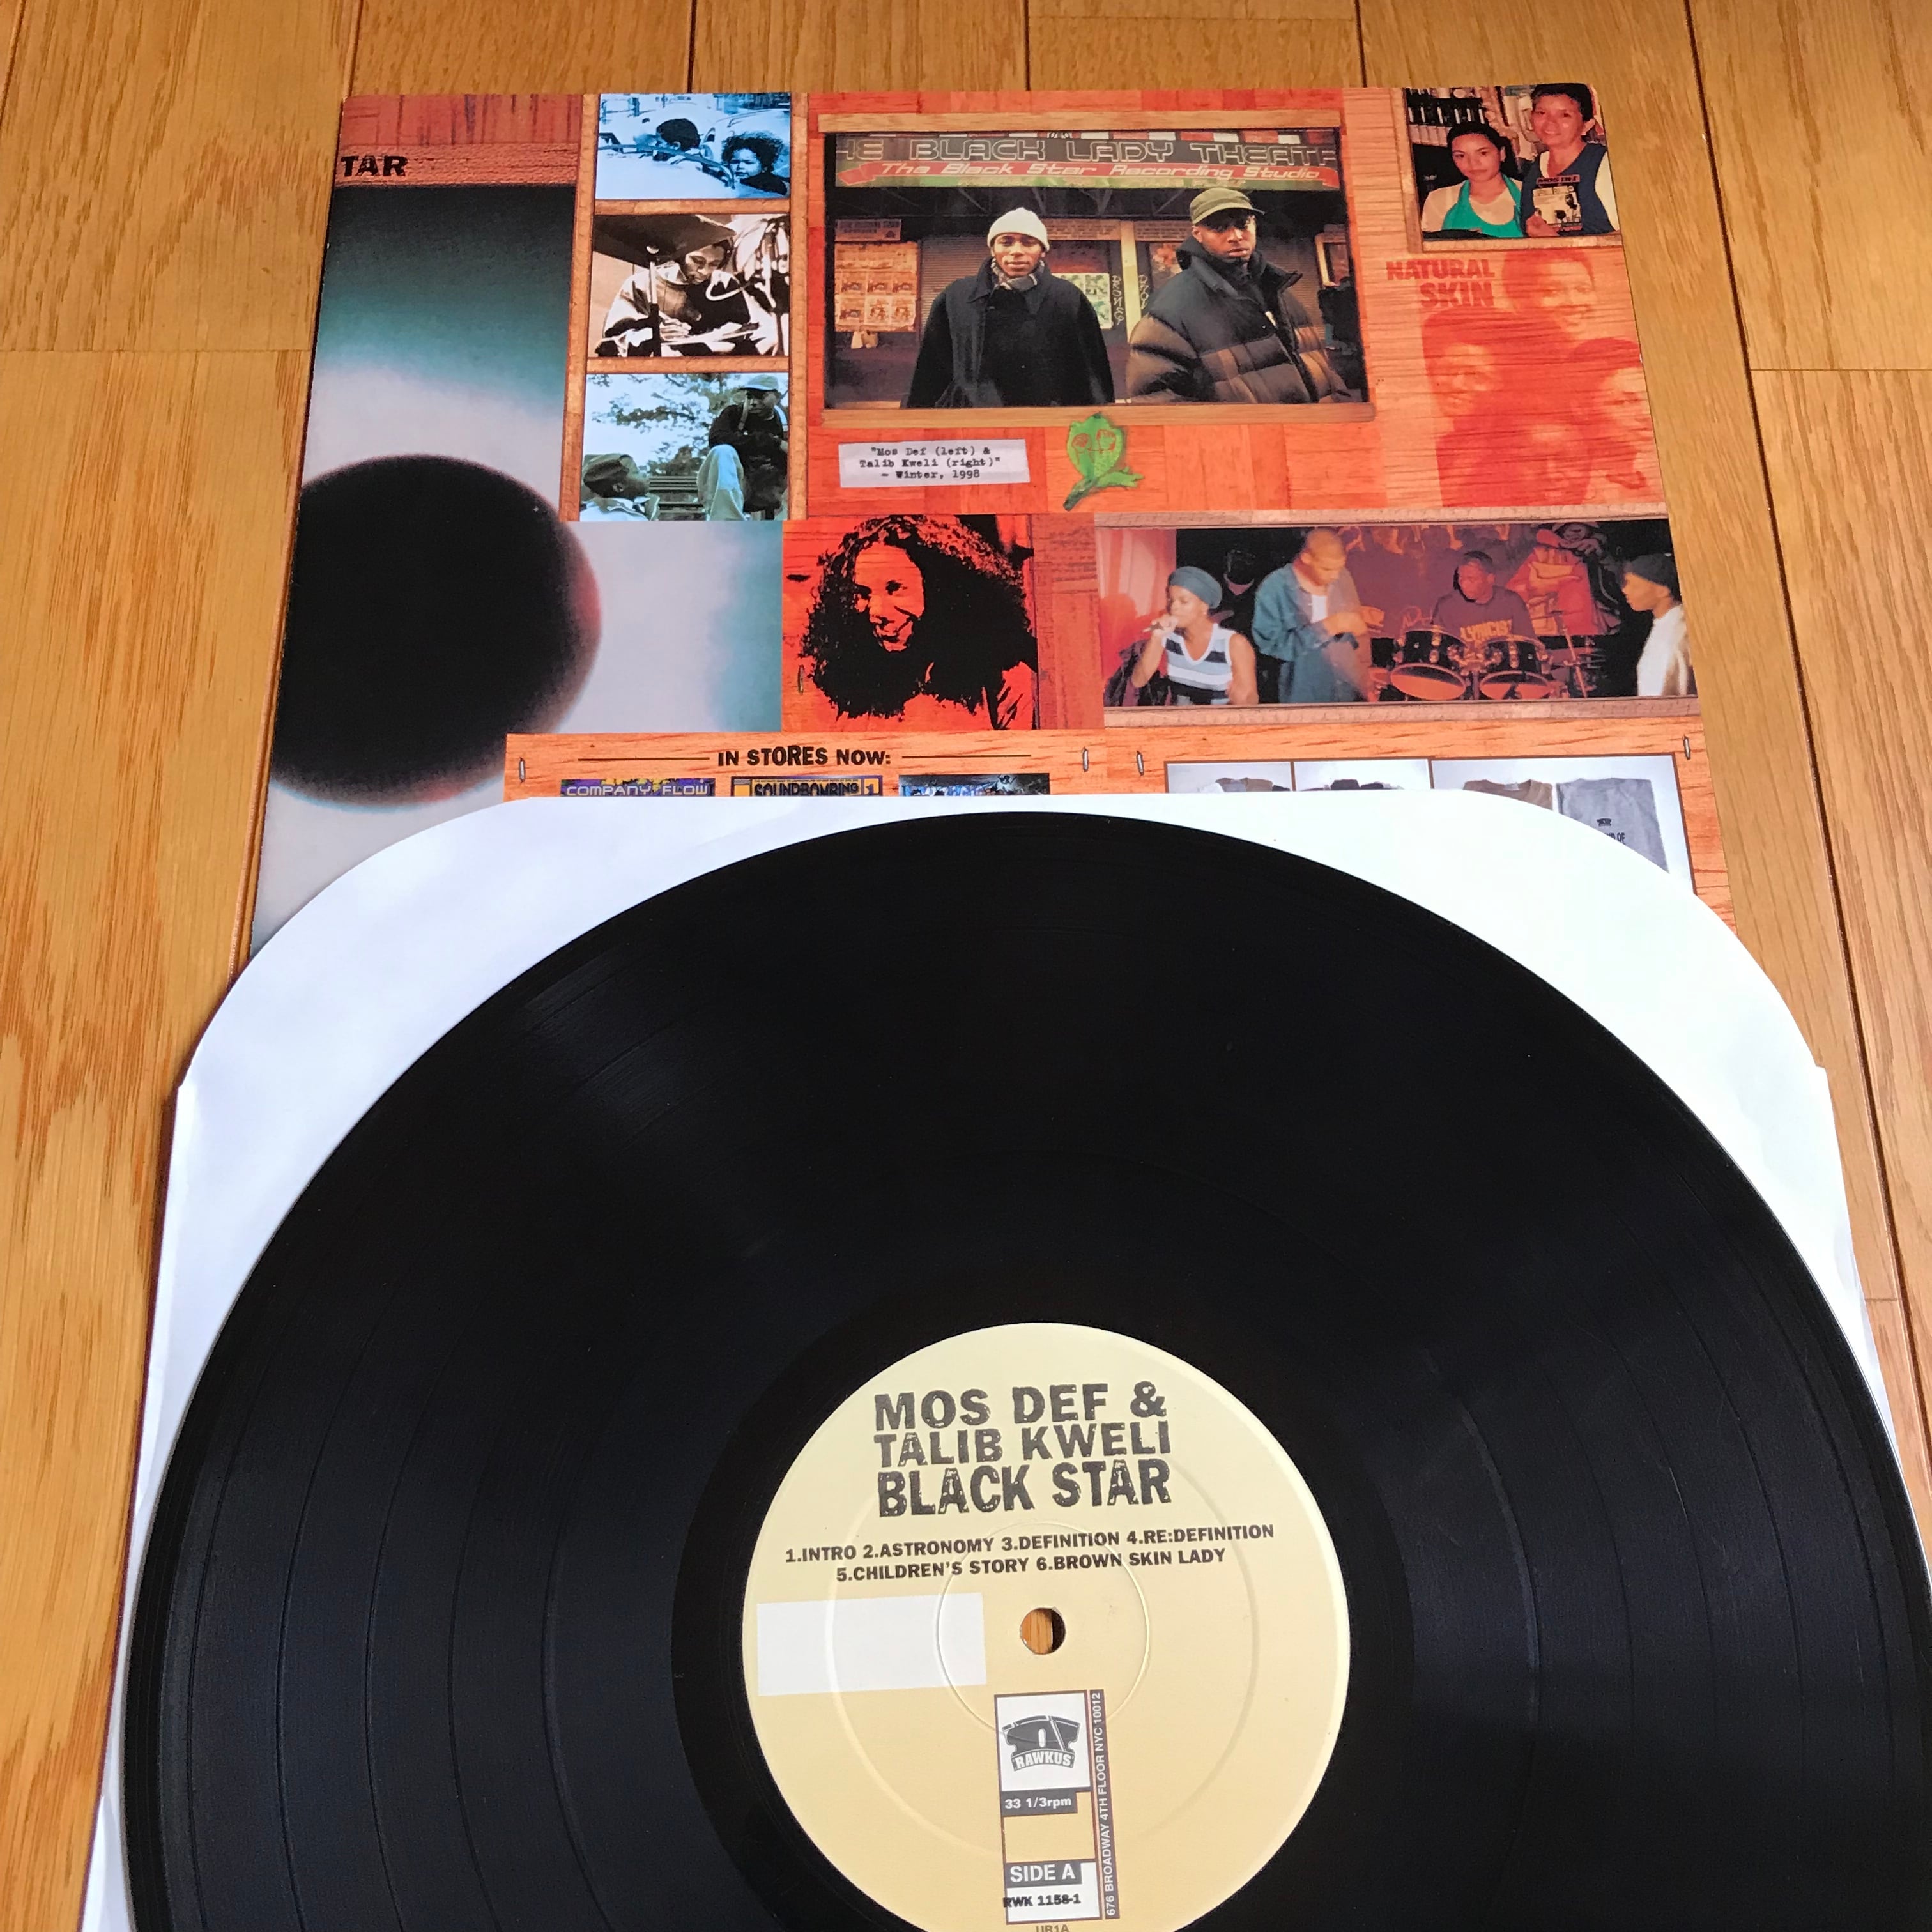 TAR
HE BLACK LADY THEATR
The Black Star Recording Studio
NATURAL
SKIN
"Mos Def (left) &
Talib Kweli (right)"
- Winter, 1998
IN STORES NOW:
COMPANY FLOW
SOUNDBOMBING
MOS DEF &
TALIB KWELI
BLACK STAR
1.INTRO 2.ASTRONOMY 3.DEFINITION 4.RE:DEFINITION
5.CHILDREN'S STORY 6.BROWN SKIN LADY
RAWKUS
33 1/3rpm
SIDE A
RWK 1158-1
676 BROADWAY 4TH FLOOR NYC 10012